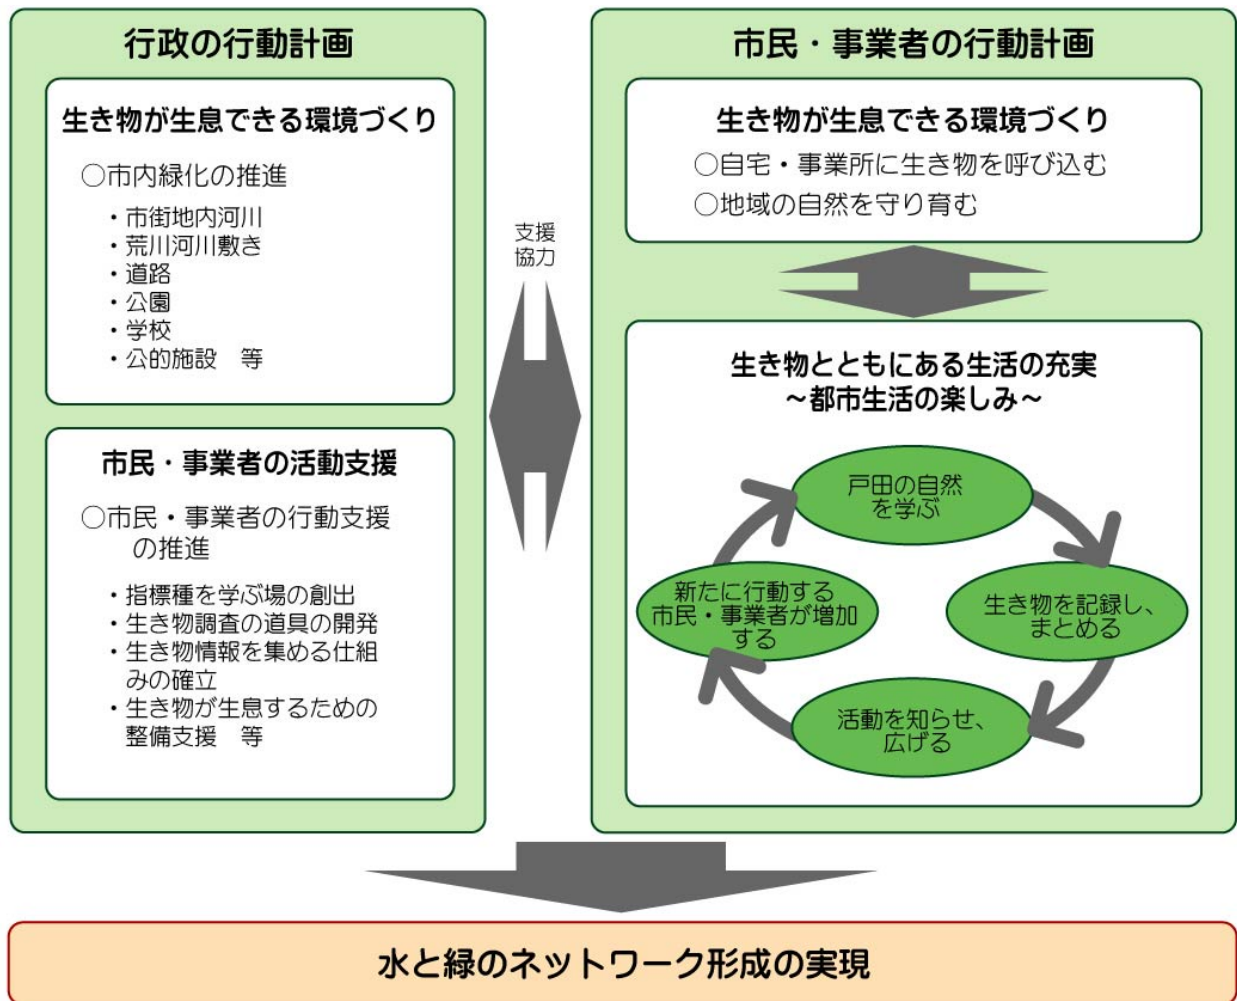 行政の行動計画
生き物が生息できる環境づくり
○市内緑化の推進
・市街地内河川
・荒川河川敷き
・道路
・公園
・学校
・公的施設　等
市民・事業者の活動支援
○市民・事業者の行動支援
の推進
・指標種を学ぶ場の創出
・生き物調査の道具の開発
・生き物情報を集める仕組
みの確立
・生き物が生息するための
整備支援　等
支援
協力
市民・事業者の行動計画
生き物が生息できる環境づくり
○自宅・事業所に生き物を呼び込む
○地域の自然を守り育む
生き物とともにある生活の充実
～都市生活の楽しみ～
戸田の自然
を学ぶ
生き物を記録し、
まとめる
活動を知らせ、
広げる
新たに行動する
市民・事業者が増加
する
水と緑のネットワーク形成の実現